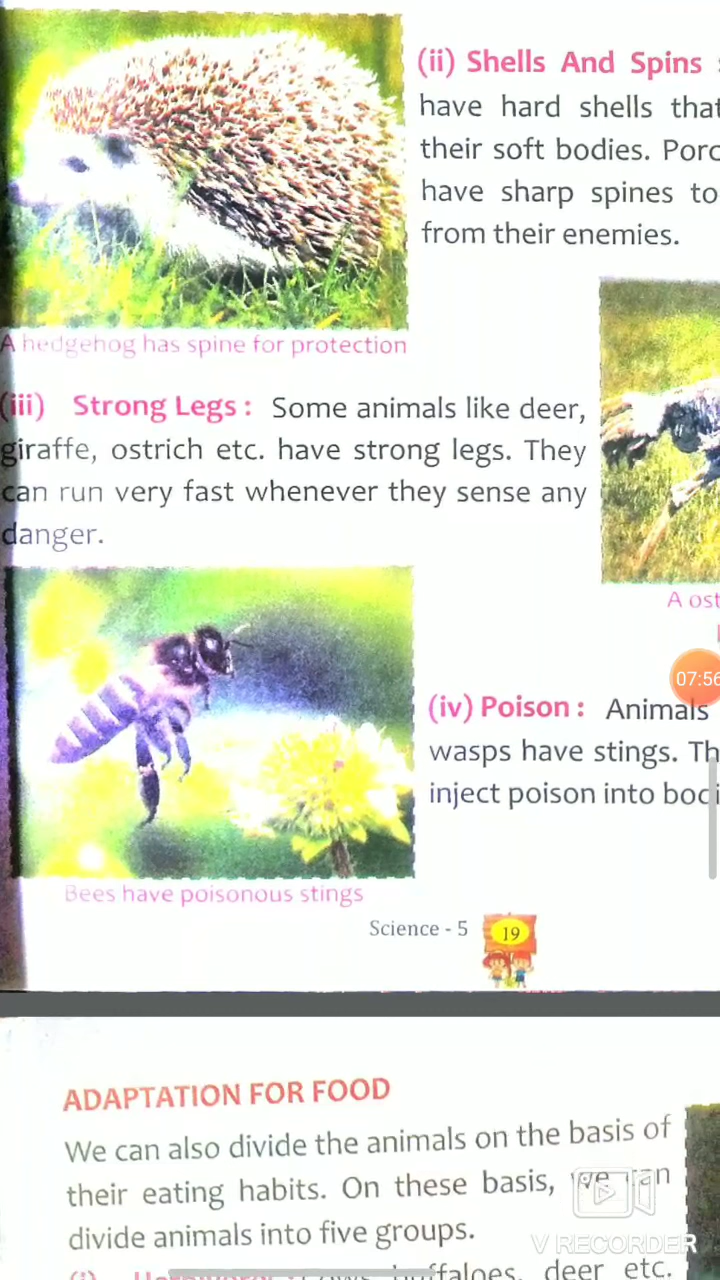 (ii) Shells And Spins :
have hard shells that
their soft bodies. Porc
have sharp spines to
from their enemies.
A hedgehog has spine for protection
(iii) Strong Legs : Some animals like deer,
giraffe, ostrich etc. have strong legs. They
can run very fast whenever they sense any
danger.
A ost
07:56
(iv) Poison : Animals
wasps have stings. Th
inject poison into bodi
Bees have poisonous stings
Science - 5
19
ADAPTATION FOR FOOD
We can also divide the animals on the basis of
their eating habits. On these basis, we can
divide animals into five groups.
deer etc.
V RECORDER